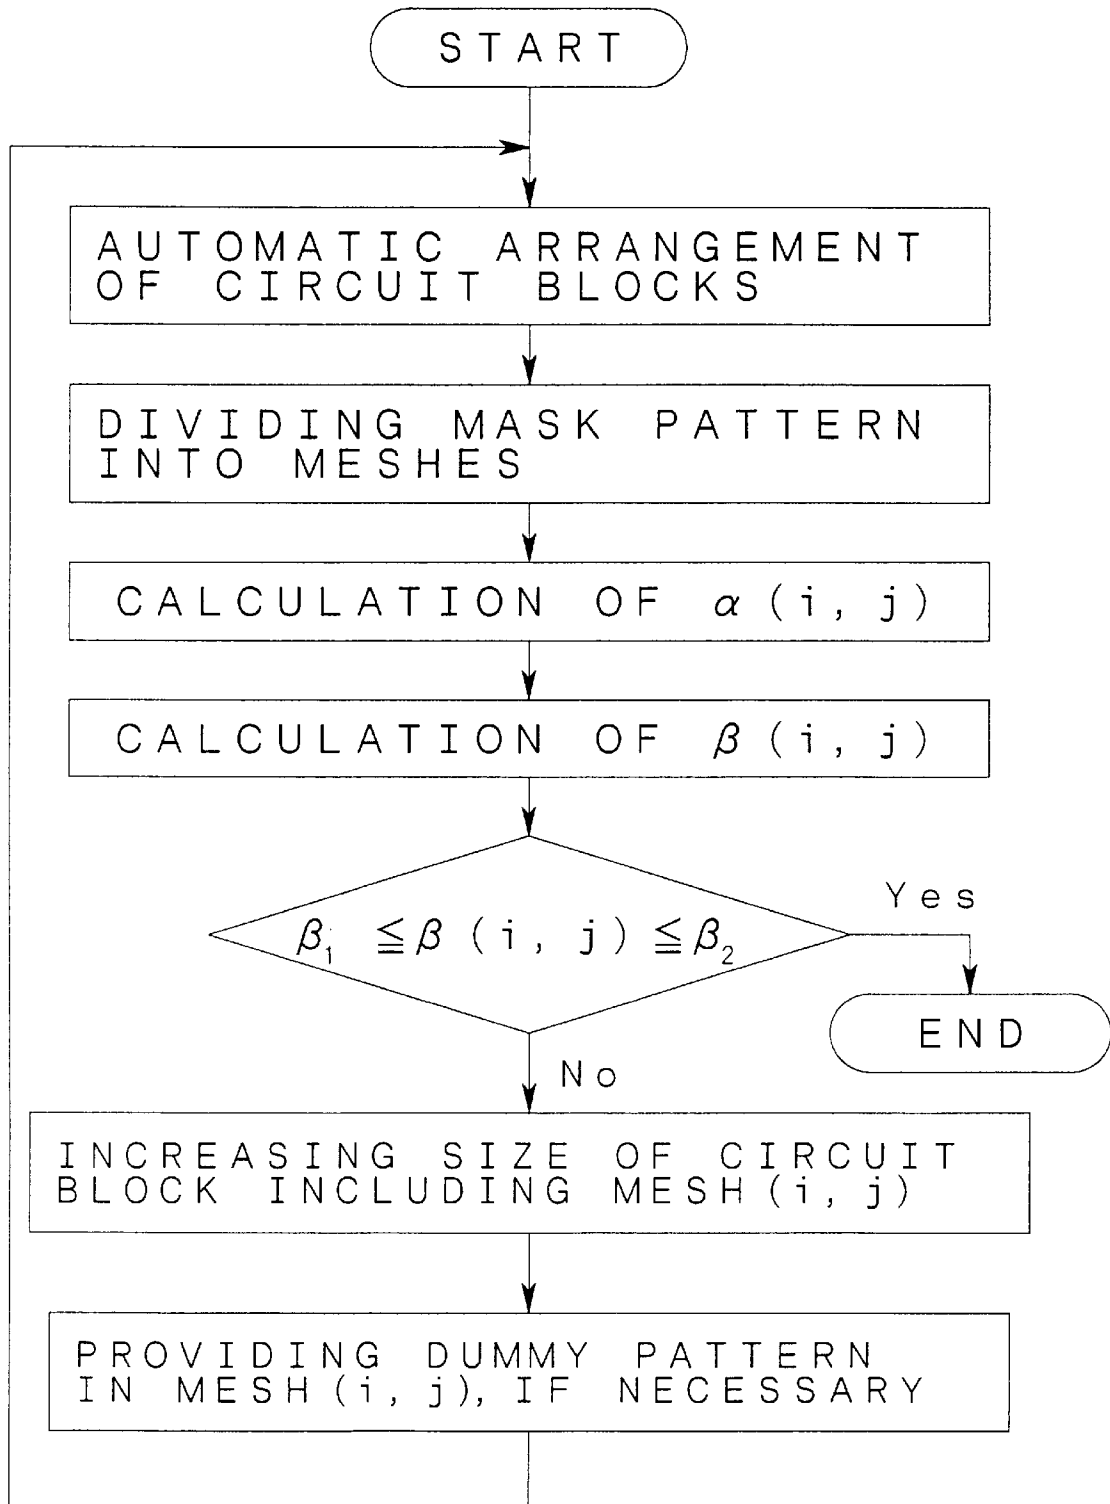 START
AUTOMATIC ARRANGEMENT
OF CIRCUIT BLOCKS
DIVIDING MASK PATTERN
INTO MESHES
CALCULATION OF α(i, j)
CALCULATION OF β(i, j)
β₁ ≦ β(i, j) ≦ β₂
Yes
END
No
INCREASING SIZE OF CIRCUIT
BLOCK INCLUDING MESH(i, j)
PROVIDING DUMMY PATTERN
IN MESH(i, j), IF NECESSARY